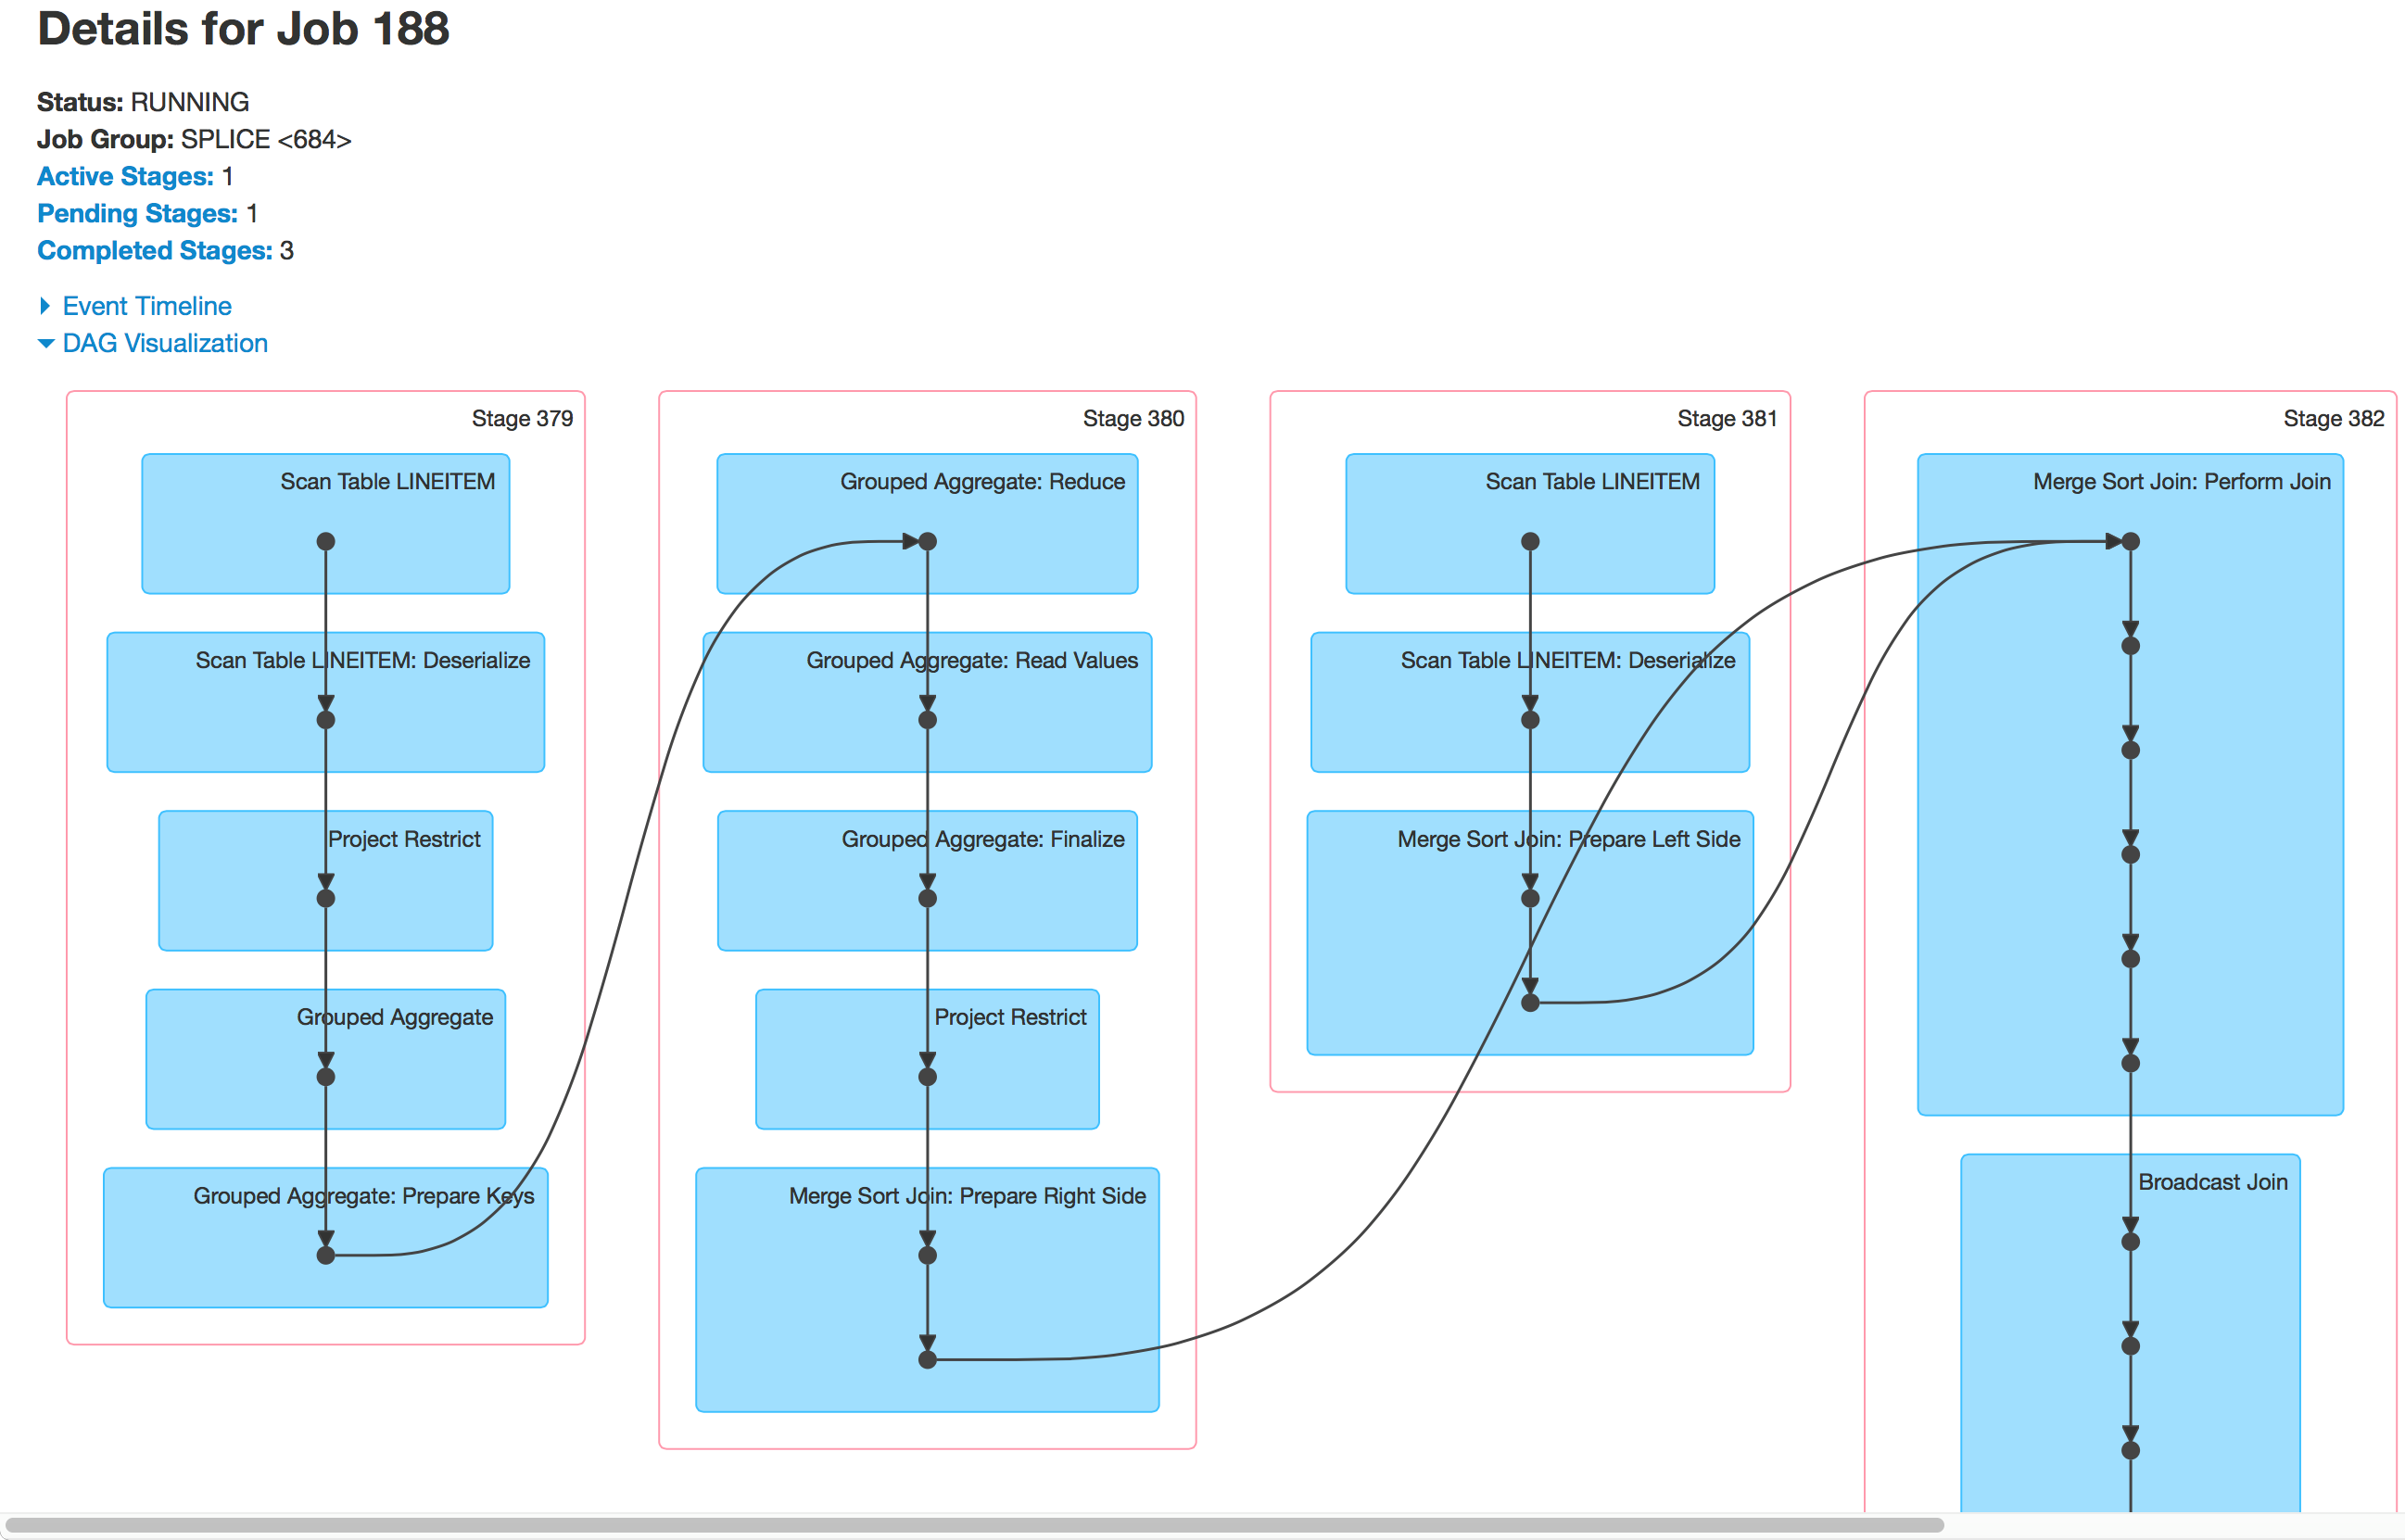 Details for Job 188
Status: RUNNING
Job Group: SPLICE <684>
Active Stages: 1
Pending Stages: 1
Completed Stages: 3
Event Timeline
DAG Visualization
Stage 379
Scan Table LINEITEM
Scan Table LINEITEM: Deserialize
Project Restrict
Grouped Aggregate
Grouped Aggregate: Prepare Keys
Stage 380
Grouped Aggregate: Reduce
Grouped Aggregate: Read Values
Grouped Aggregate: Finalize
Project Restrict
Merge Sort Join: Prepare Right Side
Stage 381
Scan Table LINEITEM
Scan Table LINEITEM: Deserialize
Merge Sort Join: Prepare Left Side
Stage 382
Merge Sort Join: Perform Join
Broadcast Join